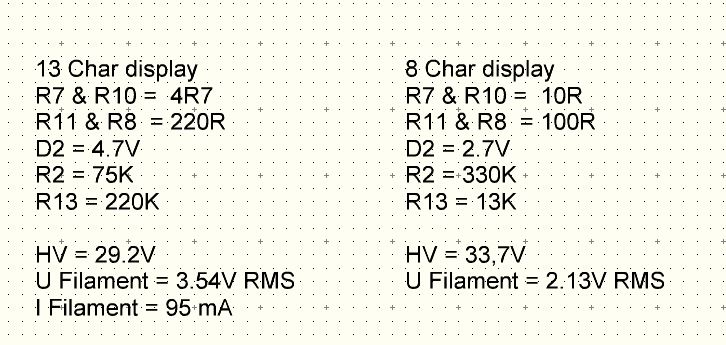 13 Char display
R7 & R10 = 4R7
R11 & R8 = 220R
D2 = 4.7V
R2 = 75K
R13 = 220K
HV = 29.2V
U Filament = 3.54V RMS
I Filament = 95 mA
8 Char display
R7 & R10 = 10R
R11 & R8 = 100R
D2 = 2.7V
R2 = 330K
R13 = 13K
HV = 33,7V
U Filament = 2.13V RMS